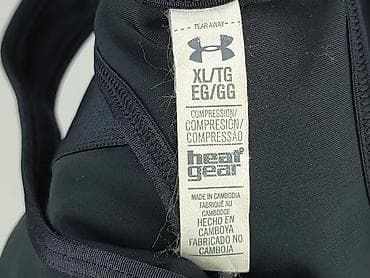 TEAR AWAY
XL/TG
EG/GG
COMPRESSION/
COMPRESIÓN/
COMPRESSÃO
heat
gear
MADE IN CAMBODIA
FABRIQUÉ AU
CAMBODGE
HECHO EN
CAMBOYA
FABRICADO NO
CAMBOJA